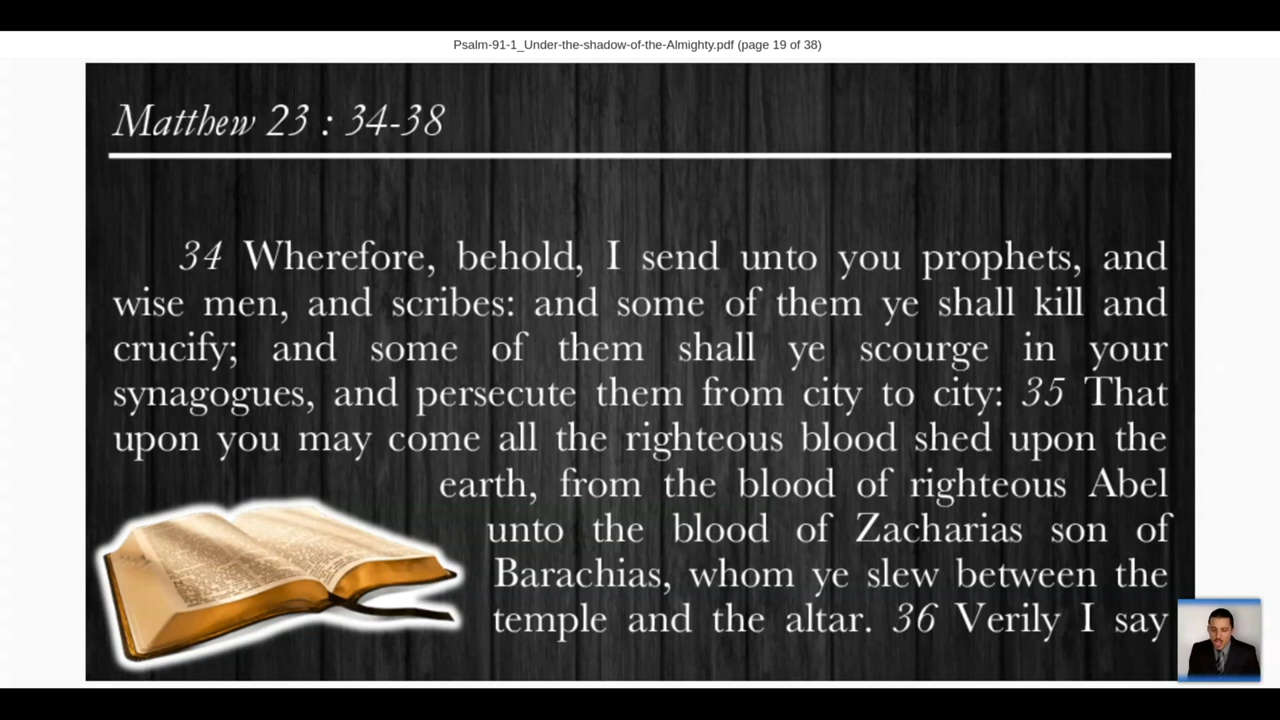 Psalm-91-1_Under-the-shadow-of-the-Almighty.pdf (page 19 of 38)
Matthew 23 : 34-38
34 Wherefore, behold, I send unto you prophets, and
wise men, and scribes: and some of them ye shall kill and
crucify; and some of them shall ye scourge in your
synagogues, and persecute them from city to city: 35 That
upon you may come all the righteous blood shed upon the
earth, from the blood of righteous Abel
unto the blood of Zacharias son of
Barachias, whom ye slew between the
temple and the altar. 36 Verily I say